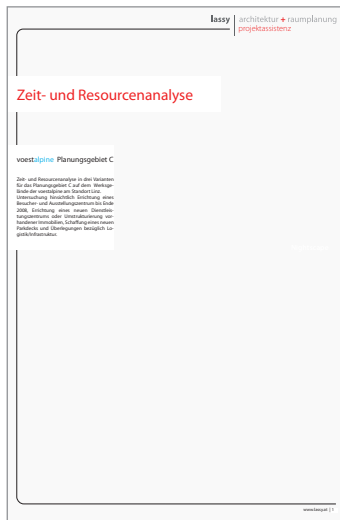 lassy | architektur + raumplanung
projektassistenz
Zeit- und Resourcenanalyse
voestalpine Planungsgebiet C
Zeit- und Resourcenanalyse in drei Varianten
für das Planungsgebiet C auf dem Werksge-
lände der voestalpine am Standort Linz.
Untersuchung hinsichtlich Errichtung eines
Besucher- und Ausstellungszentrum bis Ende
2008, Errichtung eines neuen Dienstleis-
tungszentrums oder Umstrukturierung vor-
handener Immobilien, Schaffung eines neuen
Parkdecks und Überlegungen bezüglich Lo-
gistik/Infrastruktur.
www.lassy.at | 1